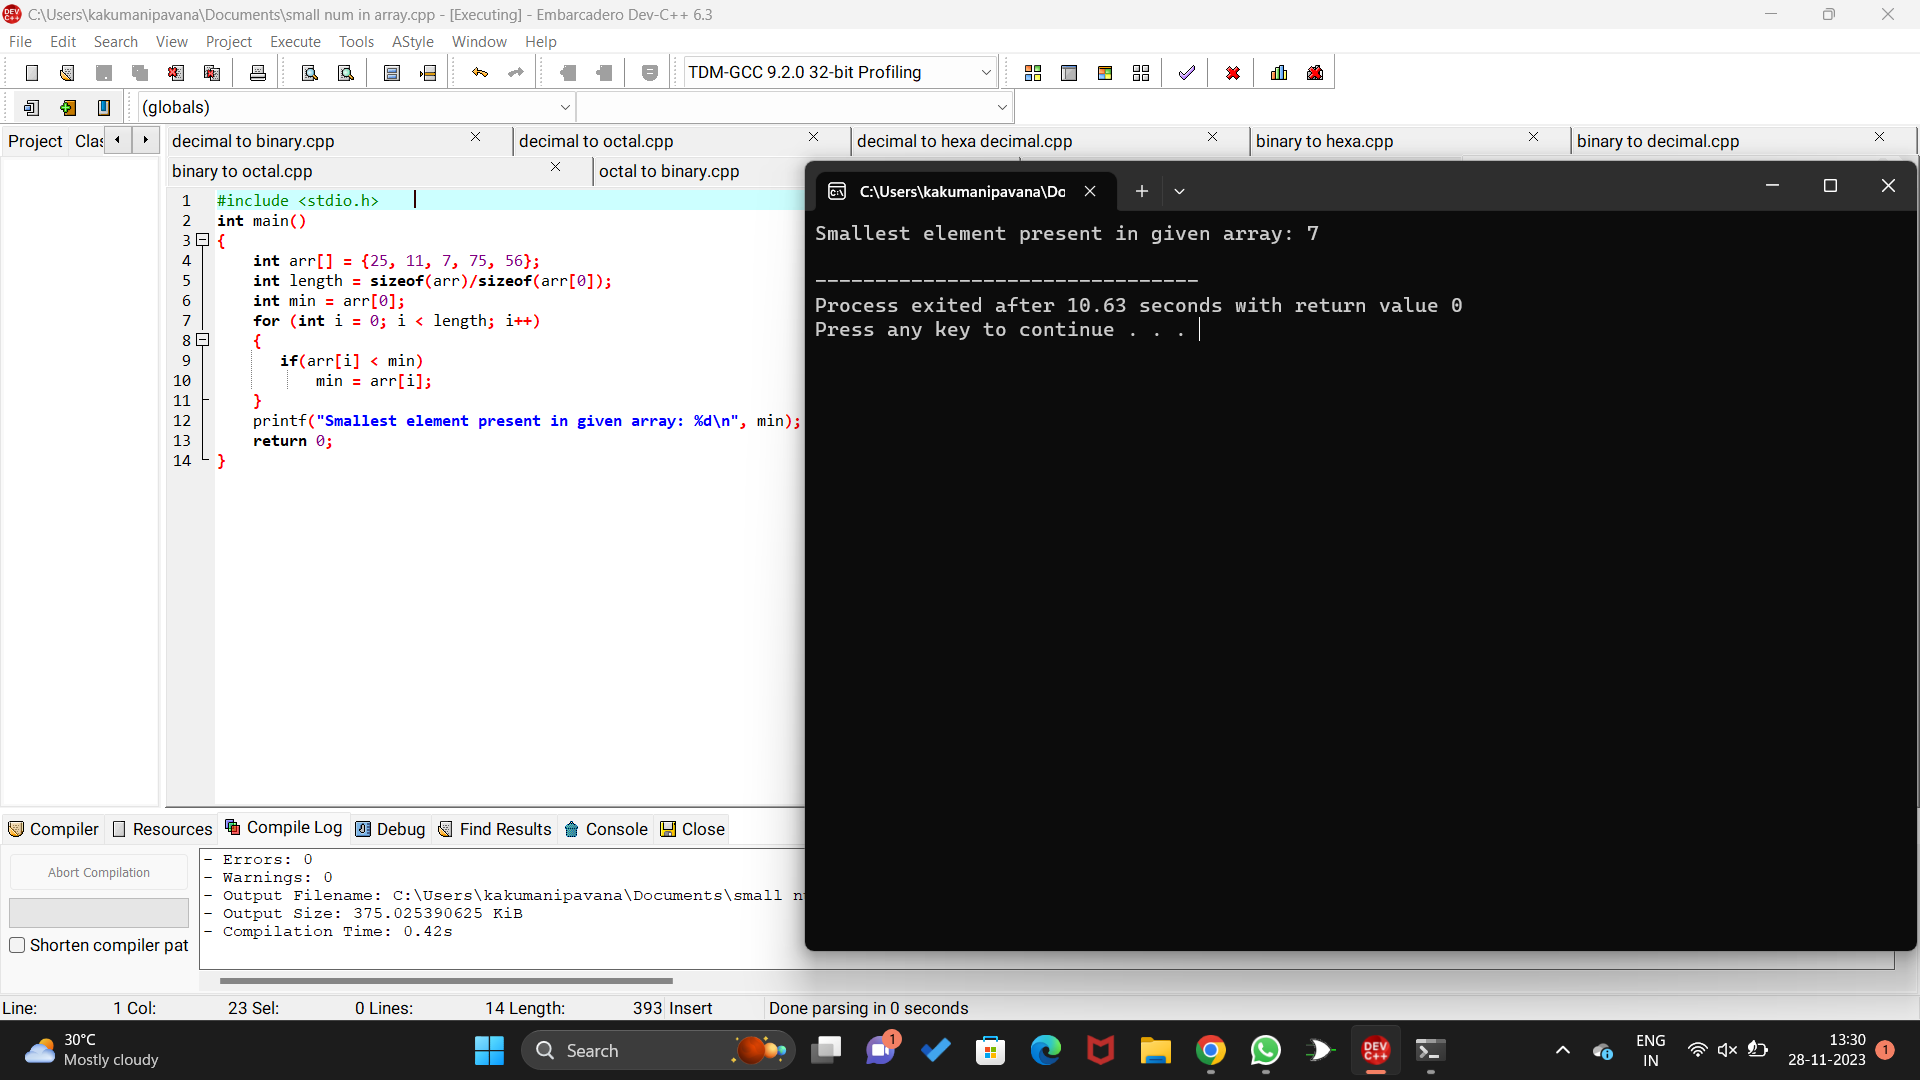 C:\Users\kakumanipavana\Documents\small num in array.cpp - [Executing] - Embarcadero Dev-C++ 6.3
File Edit Search View Project Execute Tools AStyle Window Help
TDM-GCC 9.2.0 32-bit Profiling
(globals)
Project Clas
decimal to binary.cpp decimal to octal.cpp decimal to hexa decimal.cpp binary to hexa.cpp binary to decimal.cpp
binary to octal.cpp octal to binary.cpp
1 #include <stdio.h>
2 int main()
3 {
4 int arr[] = {25, 11, 7, 75, 56};
5 int length = sizeof(arr)/sizeof(arr[0]);
6 int min = arr[0];
7 for (int i = 0; i < length; i++)
8 {
9 if(arr[i] < min)
10 min = arr[i];
11 }
12 printf("Smallest element present in given array: %d\n", min);
13 return 0;
14 }
C:\Users\kakumanipavana\Do
Smallest element present in given array: 7
--------------------------------
Process exited after 10.63 seconds with return value 0
Press any key to continue . . .
Compiler Resources Compile Log Debug Find Results Console Close
Abort Compilation
Shorten compiler pat
- Errors: 0
- Warnings: 0
- Output Filename: C:\Users\kakumanipavana\Documents\small n
- Output Size: 375.025390625 KiB
- Compilation Time: 0.42s
Line: 1 Col: 23 Sel: 0 Lines: 14 Length: 393 Insert Done parsing in 0 seconds
30°C
Mostly cloudy
Search
1
DEV
C++
ENG
IN
13:30
28-11-2023
1